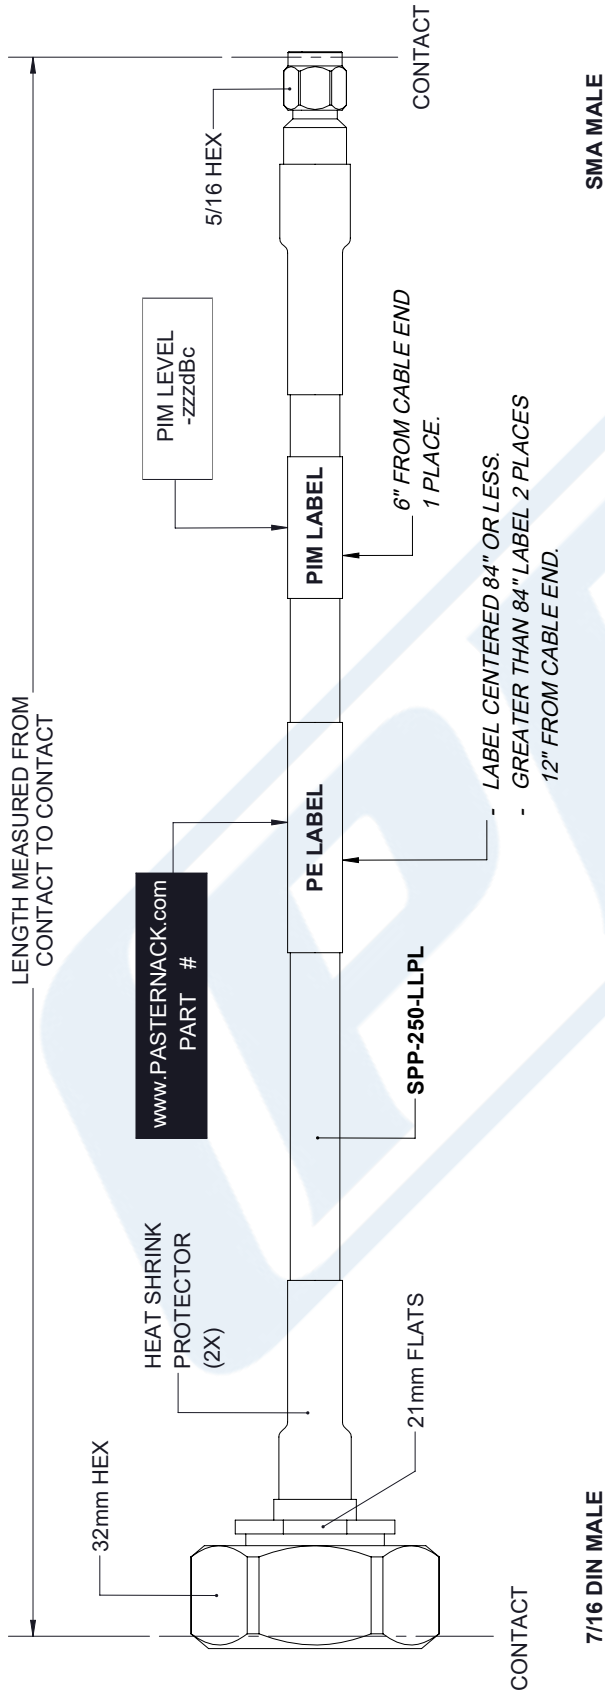 LENGTH MEASURED FROM
CONTACT TO CONTACT
32mm HEX
HEAT SHRINK
PROTECTOR
(2X)
www.PASTERNACK.com
PART #
PIM LEVEL
-zzzdBc
5/16 HEX
PE LABEL
PIM LABEL
21mm FLATS
SPP-250-LLPL
- LABEL CENTERED 84" OR LESS.
- GREATER THAN 84" LABEL 2 PLACES
12" FROM CABLE END.
6" FROM CABLE END
1 PLACE.
CONTACT
CONTACT
7/16 DIN MALE
SMA MALE